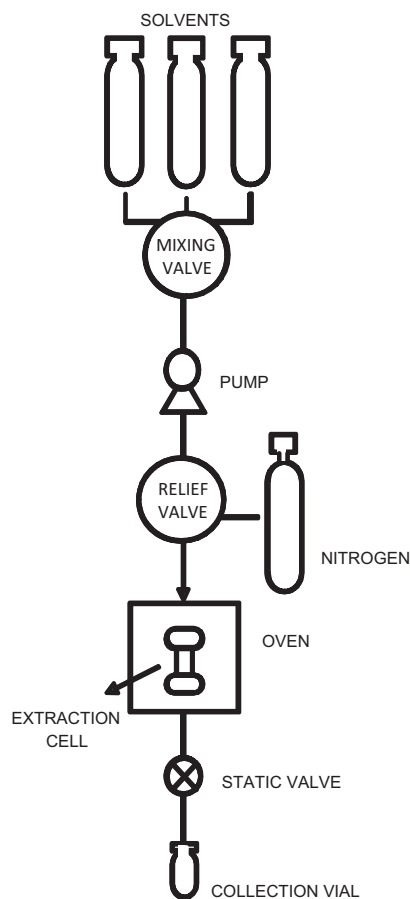 SOLVENTS
MIXING
VALVE
PUMP
RELIEF
VALVE
NITROGEN
OVEN
EXTRACTION
CELL
STATIC VALVE
COLLECTION VIAL